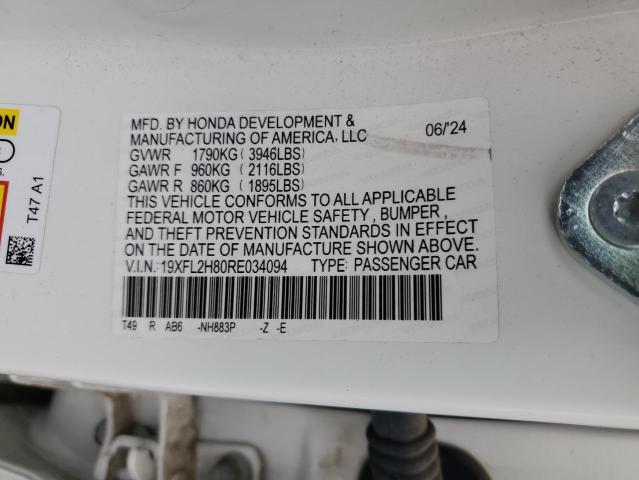 ON
T47 A1
MFD. BY HONDA DEVELOPMENT &
MANUFACTURING OF AMERICA, LLC 06/'24
GVWR 1790KG (3946LBS)
GAWR F 960KG (2116LBS)
GAWR R 860KG (1895LBS)
THIS VEHICLE CONFORMS TO ALL APPLICABLE
FEDERAL MOTOR VEHICLE SAFETY , BUMPER ,
AND THEFT PREVENTION STANDARDS IN EFFECT
ON THE DATE OF MANUFACTURE SHOWN ABOVE.
V.I.N.:19XFL2H80RE034094 TYPE: PASSENGER CAR
T49 R AB6 -NH883P -Z -E